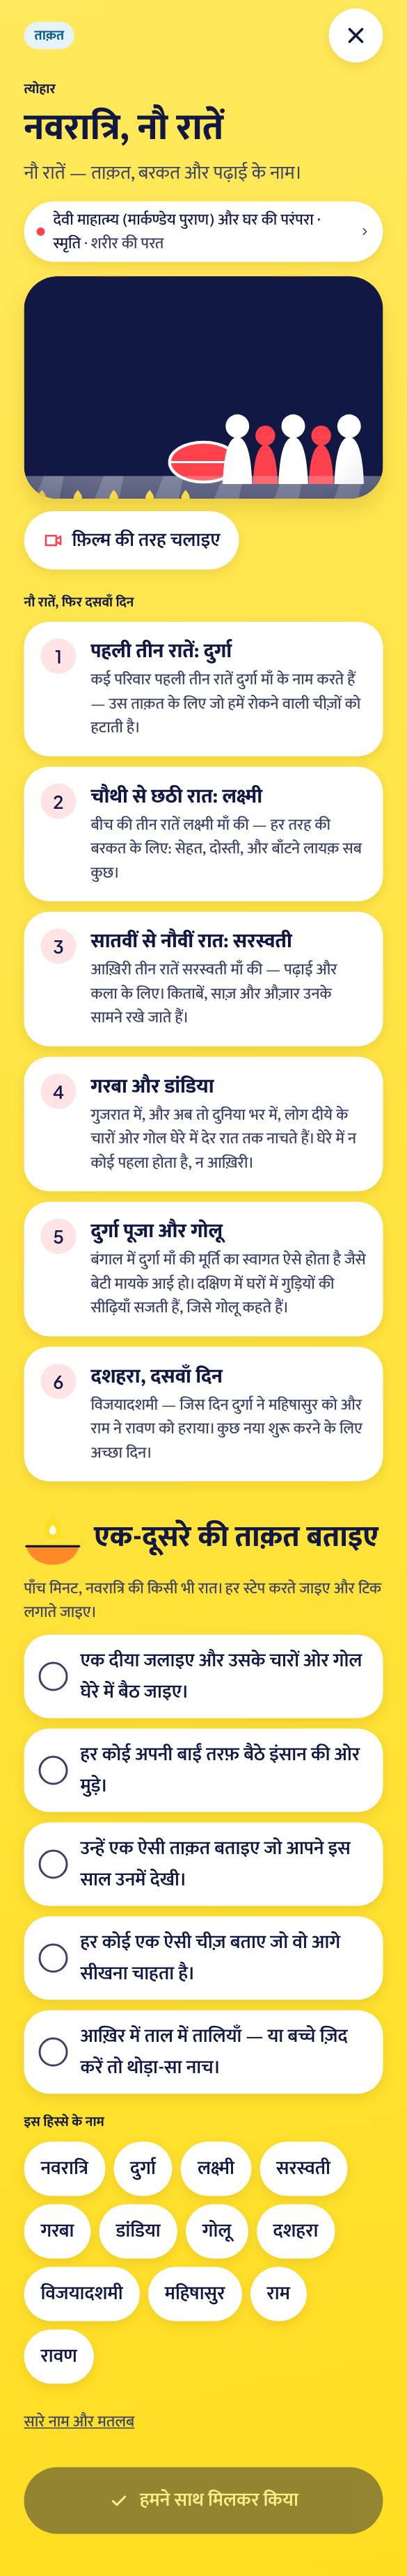 ताक़त
त्योहार
नवरात्रि, नौ रातें
नौ रातें — ताक़त, बरकत और पढ़ाई के नाम।
देवी माहात्म्य (मार्कण्डेय पुराण) और घर की परंपरा ·
स्मृति · शरीर की परत
फ़िल्म की तरह चलाइए
नौ रातें, फिर दसवाँ दिन
1
पहली तीन रातें: दुर्गा
कई परिवार पहली तीन रातें दुर्गा माँ के नाम करते हैं
— उस ताक़त के लिए जो हमें रोकने वाली चीज़ों को
हटाती है।
2
चौथी से छठी रात: लक्ष्मी
बीच की तीन रातें लक्ष्मी माँ की — हर तरह की
बरकत के लिए: सेहत, दोस्ती, और बाँटने लायक़ सब
कुछ।
3
सातवीं से नौवीं रात: सरस्वती
आख़िरी तीन रातें सरस्वती माँ की — पढ़ाई और
कला के लिए। किताबें, साज़ और औज़ार उनके
सामने रखे जाते हैं।
4
गरबा और डांडिया
गुजरात में, और अब तो दुनिया भर में, लोग दीये के
चारों ओर गोल घेरे में देर रात तक नाचते हैं। घेरे में न
कोई पहला होता है, न आख़िरी।
5
दुर्गा पूजा और गोलू
बंगाल में दुर्गा माँ की मूर्ति का स्वागत ऐसे होता है जैसे
बेटी मायके आई हो। दक्षिण में घरों में गुड़ियों की
सीढ़ियाँ सजती हैं, जिसे गोलू कहते हैं।
6
दशहरा, दसवाँ दिन
विजयादशमी — जिस दिन दुर्गा ने महिषासुर को और
राम ने रावण को हराया। कुछ नया शुरू करने के लिए
अच्छा दिन।
एक-दूसरे की ताक़त बताइए
पाँच मिनट, नवरात्रि की किसी भी रात। हर स्टेप करते जाइए और टिक
लगाते जाइए।
एक दीया जलाइए और उसके चारों ओर गोल
घेरे में बैठ जाइए।
हर कोई अपनी बाईं तरफ़ बैठे इंसान की ओर
मुड़े।
उन्हें एक ऐसी ताक़त बताइए जो आपने इस
साल उनमें देखी।
हर कोई एक ऐसी चीज़ बताए जो वो आगे
सीखना चाहता है।
आख़िर में ताल में तालियाँ — या बच्चे ज़िद
करें तो थोड़ा-सा नाच।
इस हिस्से के नाम
नवरात्रि दुर्गा लक्ष्मी सरस्वती
गरबा डांडिया गोलू दशहरा
विजयादशमी महिषासुर राम
रावण
सारे नाम और मतलब
हमने साथ मिलकर किया